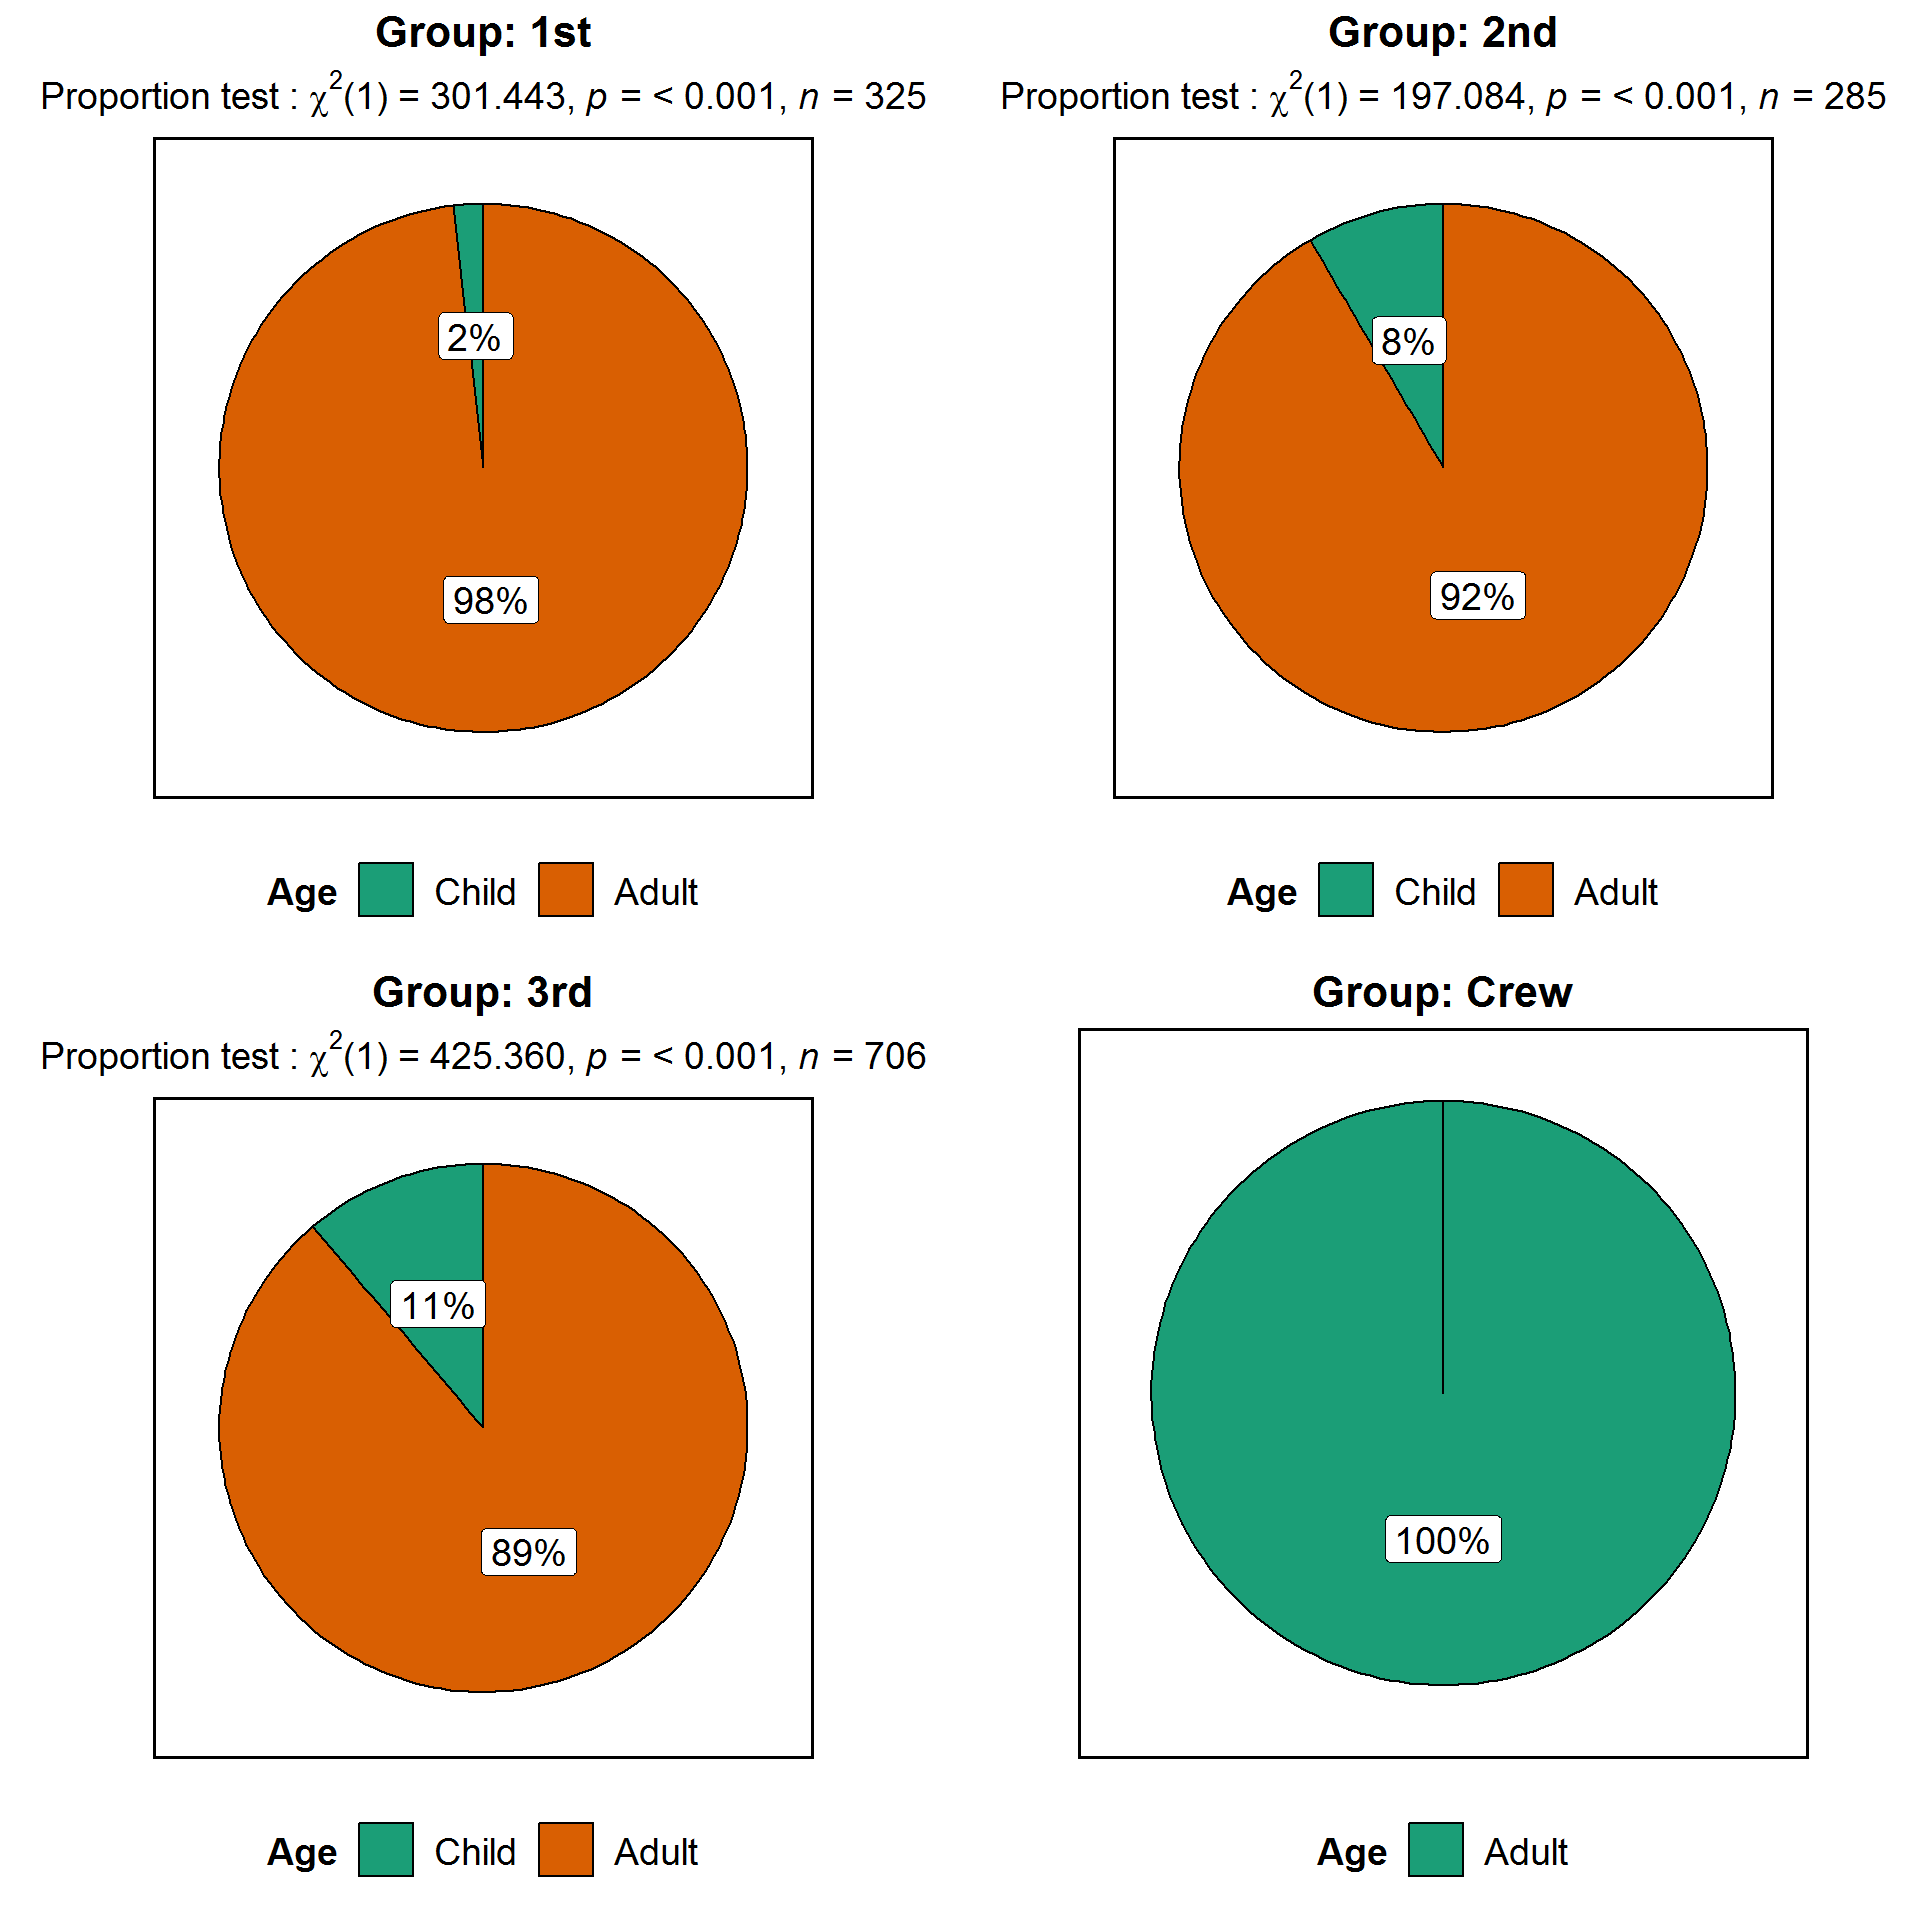 Group: 1st
Proportion test : χ²(1) = 301.443, p = < 0.001, n = 325
2%
98%
Age Child Adult
Group: 2nd
Proportion test : χ²(1) = 197.084, p = < 0.001, n = 285
8%
92%
Age Child Adult
Group: 3rd
Proportion test : χ²(1) = 425.360, p = < 0.001, n = 706
11%
89%
Age Child Adult
Group: Crew
100%
Age Adult